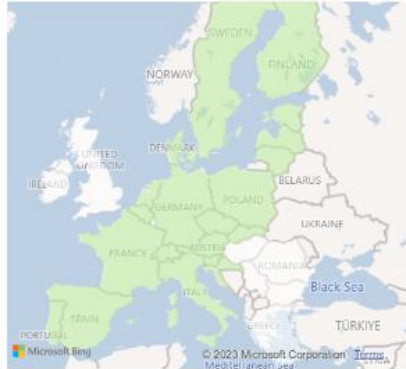 SWEDEN
FINLAND
NORWAY
DENMARK
UNITED
KINGDOM
IRELAND
BELARUS
POLAND
GERMANY
UKRAINE
FRANCE
AUSTRIA
ROMANIA
ITALY
Black Sea
SPAIN
PORTUGAL
GREECE
TÜRKIYE
Microsoft Bing
© 2023 Microsoft Corporation Terms
Mediterranean Sea
SYRIA